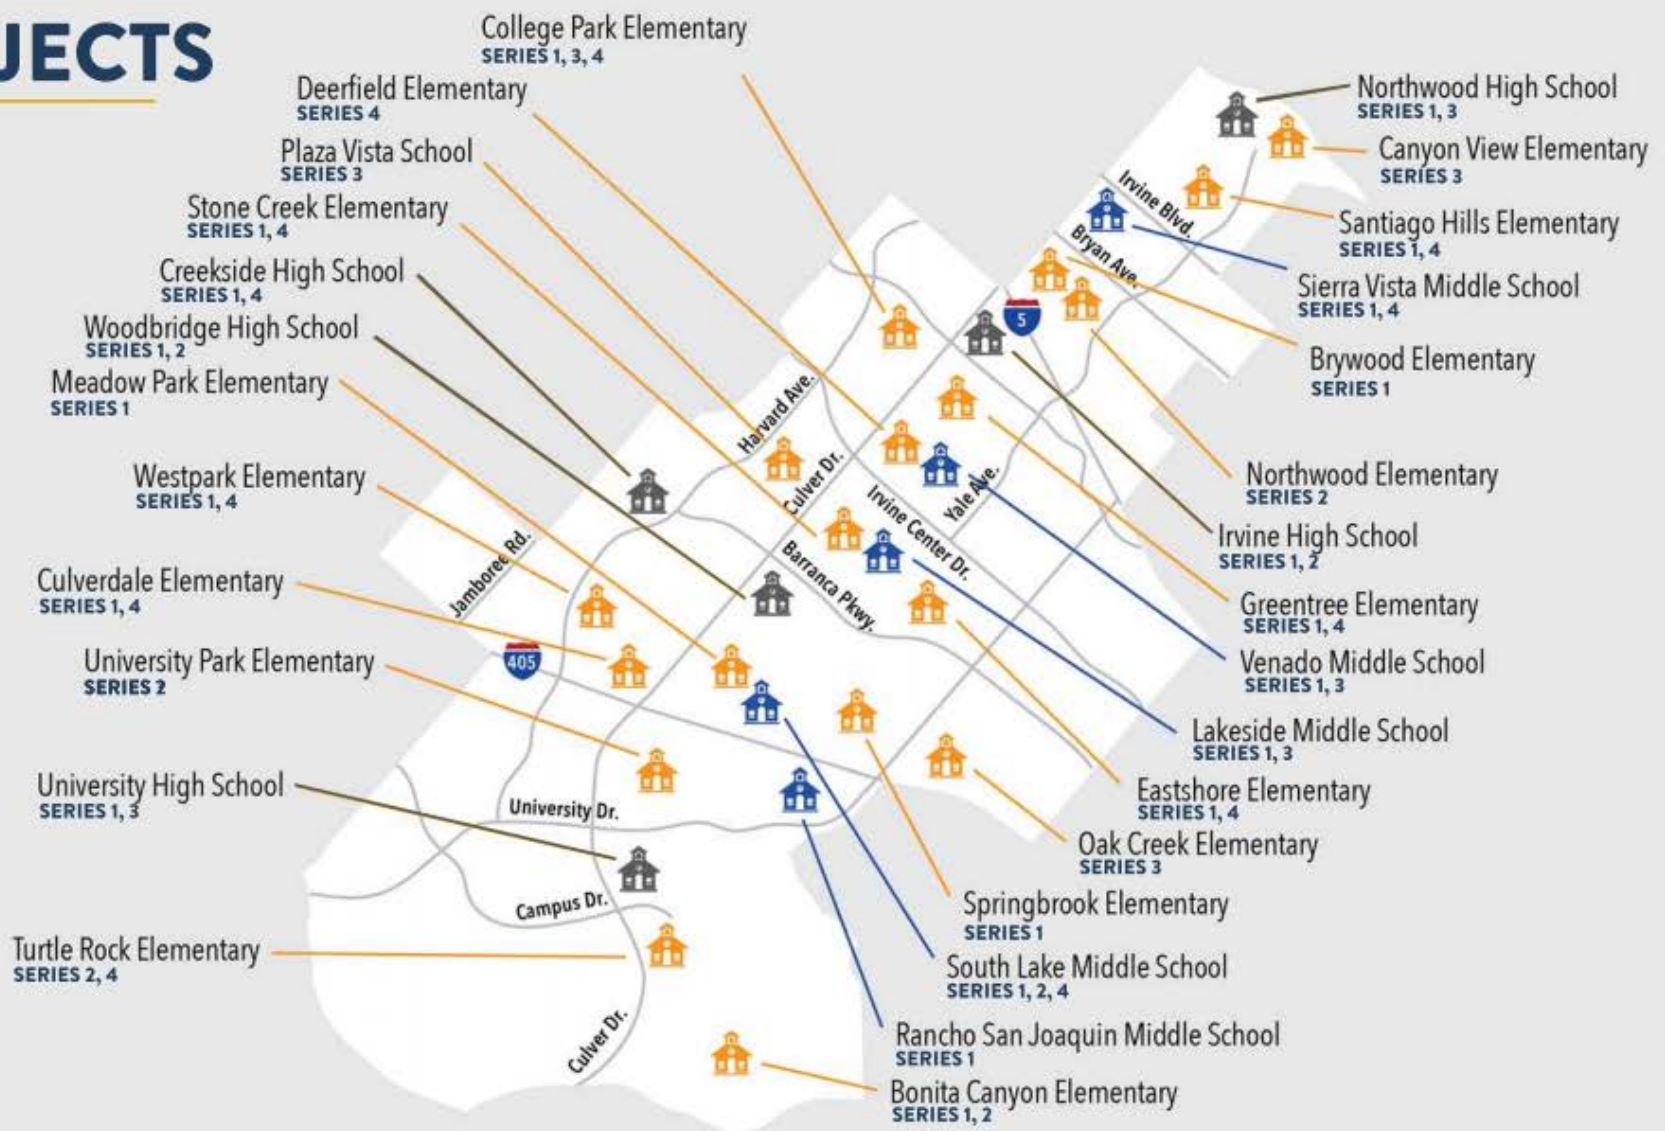 JECTS
College Park Elementary
SERIES 1, 3, 4
Deerfield Elementary
SERIES 4
Plaza Vista School
SERIES 3
Stone Creek Elementary
SERIES 1, 4
Creekside High School
SERIES 1, 4
Woodbridge High School
SERIES 1, 2
Meadow Park Elementary
SERIES 1
Westpark Elementary
SERIES 1, 4
Culverdale Elementary
SERIES 1, 4
University Park Elementary
SERIES 2
University High School
SERIES 1, 3
Turtle Rock Elementary
SERIES 2, 4
Northwood High School
SERIES 1, 3
Canyon View Elementary
SERIES 3
Santiago Hills Elementary
SERIES 1, 4
Sierra Vista Middle School
SERIES 1, 4
Brywood Elementary
SERIES 1
Northwood Elementary
SERIES 2
Irvine High School
SERIES 1, 2
Greentree Elementary
SERIES 1, 4
Venado Middle School
SERIES 1, 3
Lakeside Middle School
SERIES 1, 3
Eastshore Elementary
SERIES 1, 4
Oak Creek Elementary
SERIES 3
Springbrook Elementary
SERIES 1
South Lake Middle School
SERIES 1, 2, 4
Rancho San Joaquin Middle School
SERIES 1
Bonita Canyon Elementary
SERIES 1, 2
Irvine Blvd.
Bryan Ave.
5
Harvard Ave.
Culver Dr.
Yale Ave.
Irvine Center Dr.
Barranca Pkwy.
Jamboree Rd.
405
University Dr.
Campus Dr.
Culver Dr.